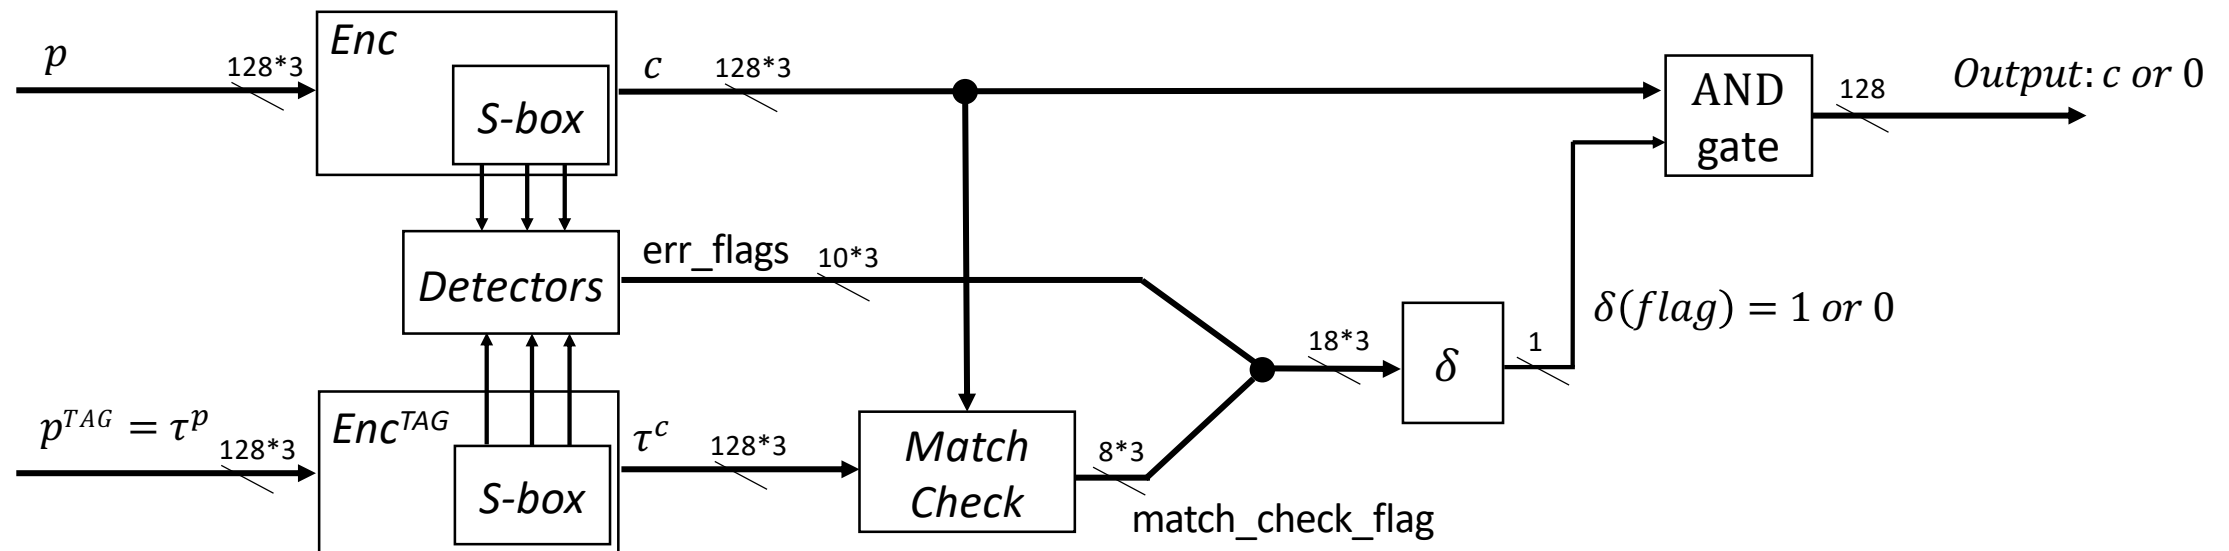 p
128*3
Enc
S-box
c
128*3
AND
gate
128
Output: c or 0
Detectors
err_flags
10*3
18*3
δ
1
δ(flag) = 1 or 0
p^{TAG} = τ^p
128*3
Enc^{TAG}
S-box
τ^c
128*3
Match
Check
8*3
match_check_flag